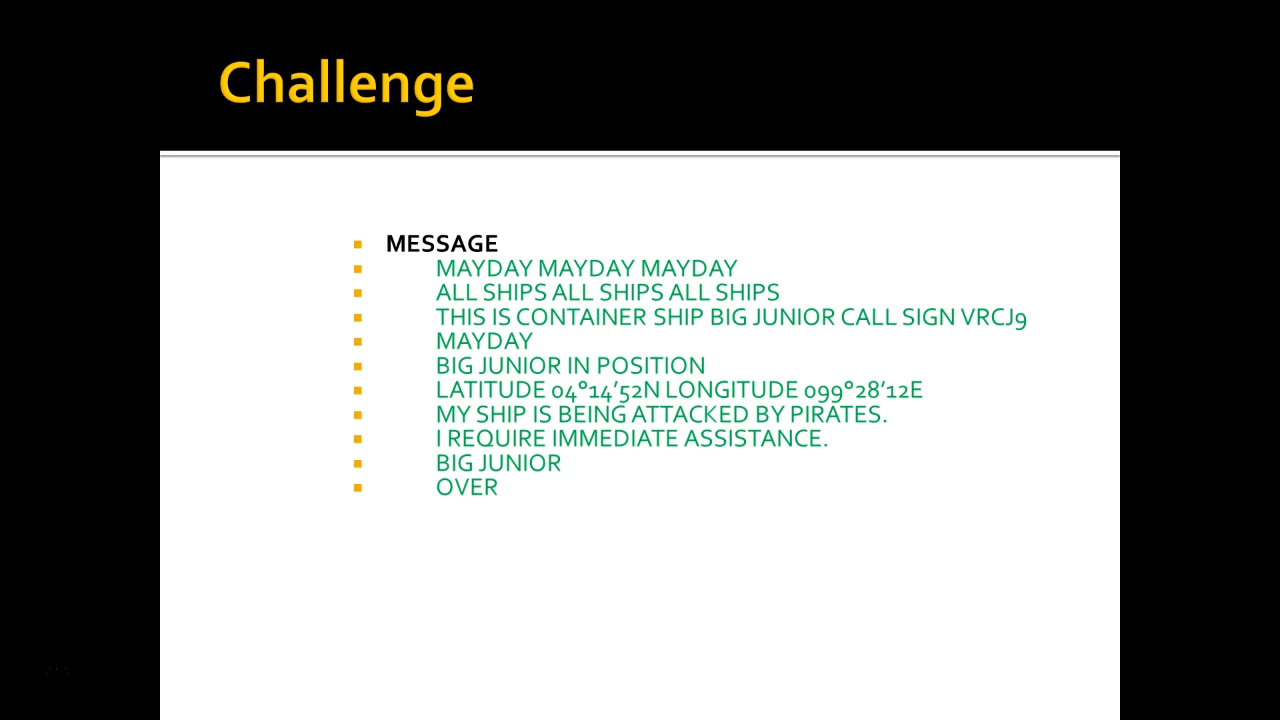 Challenge
MESSAGE
MAYDAY MAYDAY MAYDAY
ALL SHIPS ALL SHIPS ALL SHIPS
THIS IS CONTAINER SHIP BIG JUNIOR CALL SIGN VRCJ9
MAYDAY
BIG JUNIOR IN POSITION
LATITUDE 04°14’52N LONGITUDE 099°28’12E
MY SHIP IS BEING ATTACKED BY PIRATES.
I REQUIRE IMMEDIATE ASSISTANCE.
BIG JUNIOR
OVER